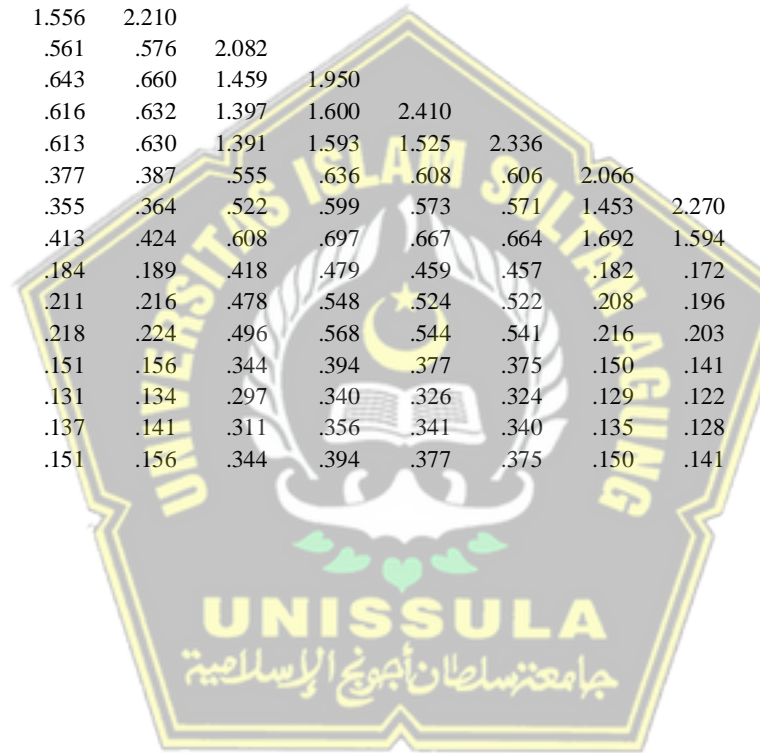 1.556 2.210
.561 .576 2.082
.643 .660 1.459 1.950
.616 .632 1.397 1.600 2.410
.613 .630 1.391 1.593 1.525 2.336
.377 .387 .555 .636 .608 .606 2.066
.355 .364 .522 .599 .573 .571 1.453 2.270
.413 .424 .608 .697 .667 .664 1.692 1.594
.184 .189 .418 .479 .459 .457 .182 .172
.211 .216 .478 .548 .524 .522 .208 .196
.218 .224 .496 .568 .544 .541 .216 .203
.151 .156 .344 .394 .377 .375 .150 .141
.131 .134 .297 .340 .326 .324 .129 .122
.137 .141 .311 .356 .341 .340 .135 .128
.151 .156 .344 .394 .377 .375 .150 .141
UNIVERSITAS ISLAM SULTAN AGUNG
UNISSULA
جامعتنسلطان أجونج الإسلامية